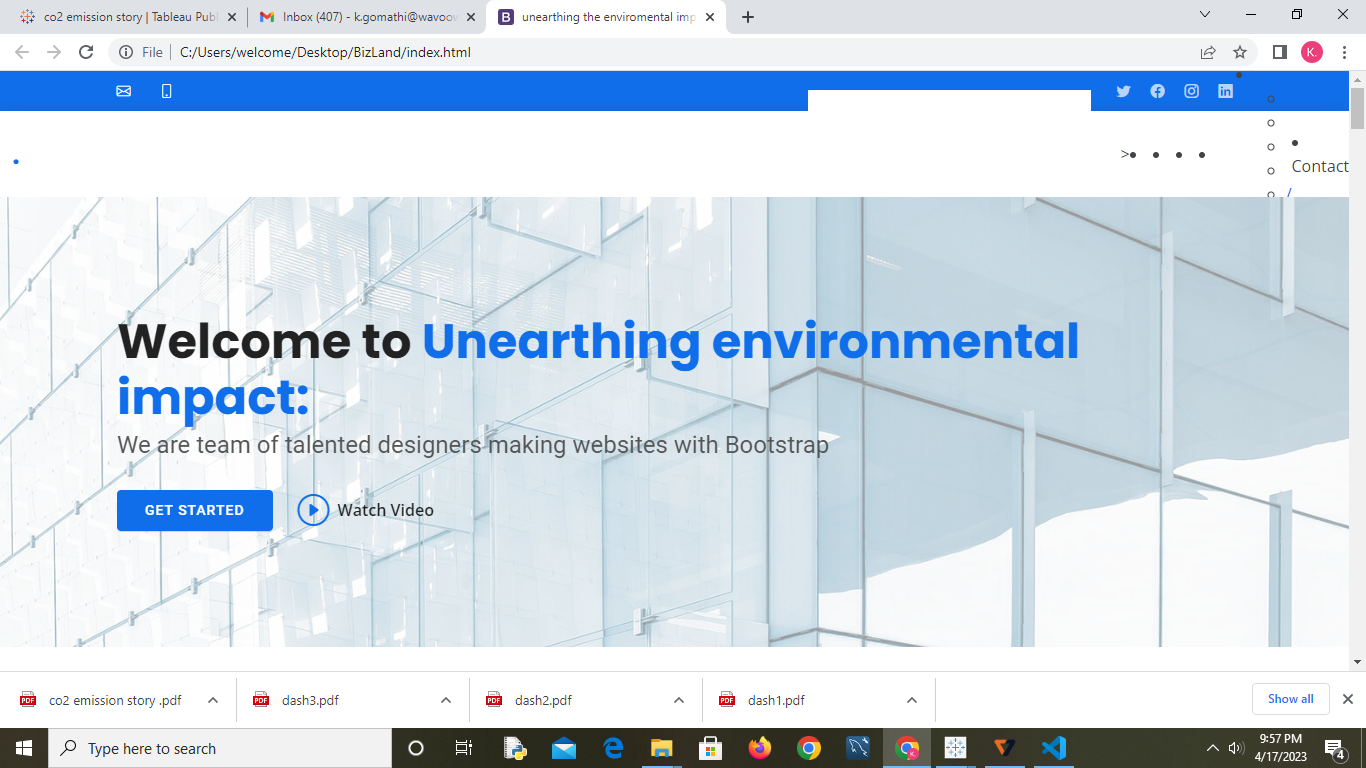 co2 emission story | Tableau Publ
Inbox (407) - k.gomathi@wavoow
unearthing the enviromental imp
File
C:/Users/welcome/Desktop/BizLand/index.html
K.
>
Contact
/
Welcome to Unearthing environmental
impact:
We are team of talented designers making websites with Bootstrap
GET STARTED
Watch Video
co2 emission story .pdf
dash3.pdf
dash2.pdf
dash1.pdf
Show all
Type here to search
9:57 PM
4/17/2023
4